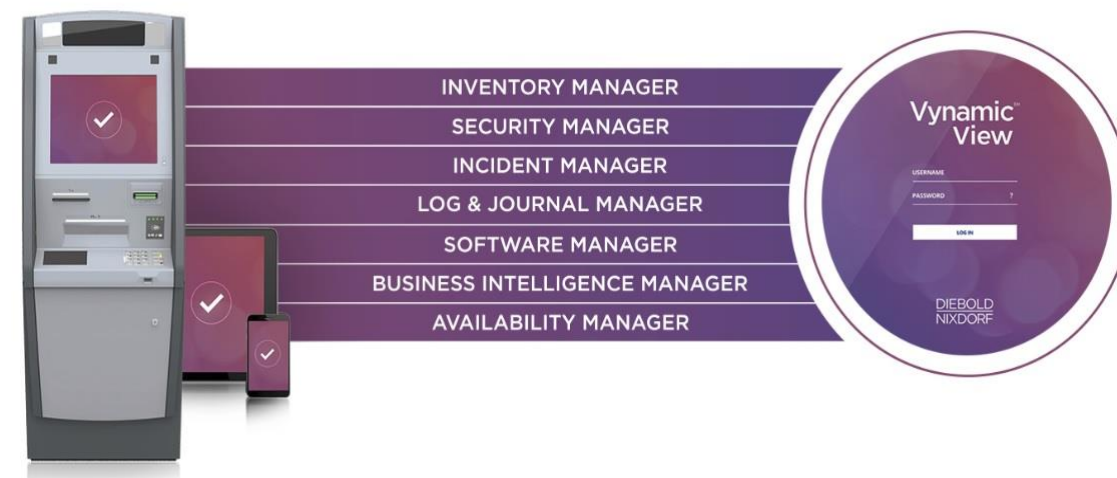 INVENTORY MANAGER
SECURITY MANAGER
INCIDENT MANAGER
LOG & JOURNAL MANAGER
SOFTWARE MANAGER
BUSINESS INTELLIGENCE MANAGER
AVAILABILITY MANAGER
Vynamic™
View
USERNAME
PASSWORD ?
LOG IN
DIEBOLD
NIXDORF